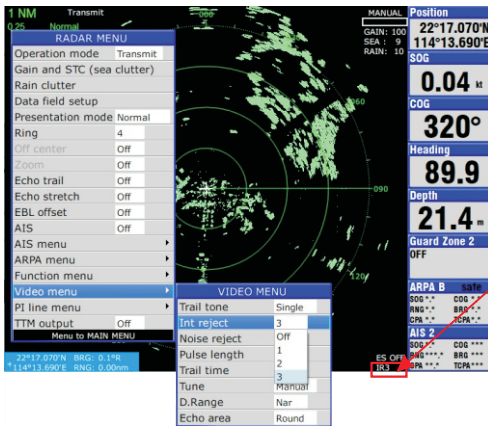 1 NM Transmit
0.25 Normal
000
MANUAL
GAIN: 100
SEA : 9
RAIN: 10
060
090
120
RADAR MENU
Operation mode Transmit
Gain and STC (sea clutter)
Rain clutter
Data field setup
Presentation mode Normal
Ring 4
Off center Off
Zoom Off
Echo trail Off
Echo stretch Off
EBL offset Off
AIS Off
AIS menu
ARPA menu
Function menu
Video menu
PI line menu
TTM output Off
Menu to MAIN MENU
22°17.070'N BRG: 0.1°R
114°13.690'E RNG: 0.00nm
VIDEO MENU
Trail tone Single
Int reject 3
Noise reject Off
Pulse length 1
Trail time 2
3
Tune Manual
D.Range Nar
Echo area Round
ES OFF
IR3
Position
22°17.070'N
114°13.690'E
SOG
0.04 kt
COG
320°
Heading
89.9
Depth
21.4 m
Guard Zone 2
OFF
ARPA B safe
SOG *.* COG **.*
RNG *.* BRG **.*
CPA *.* TCPA*.*
AIS 2
SOG *.* COG ***
RNG***.* BRG ***
CPA **.* TCPA***